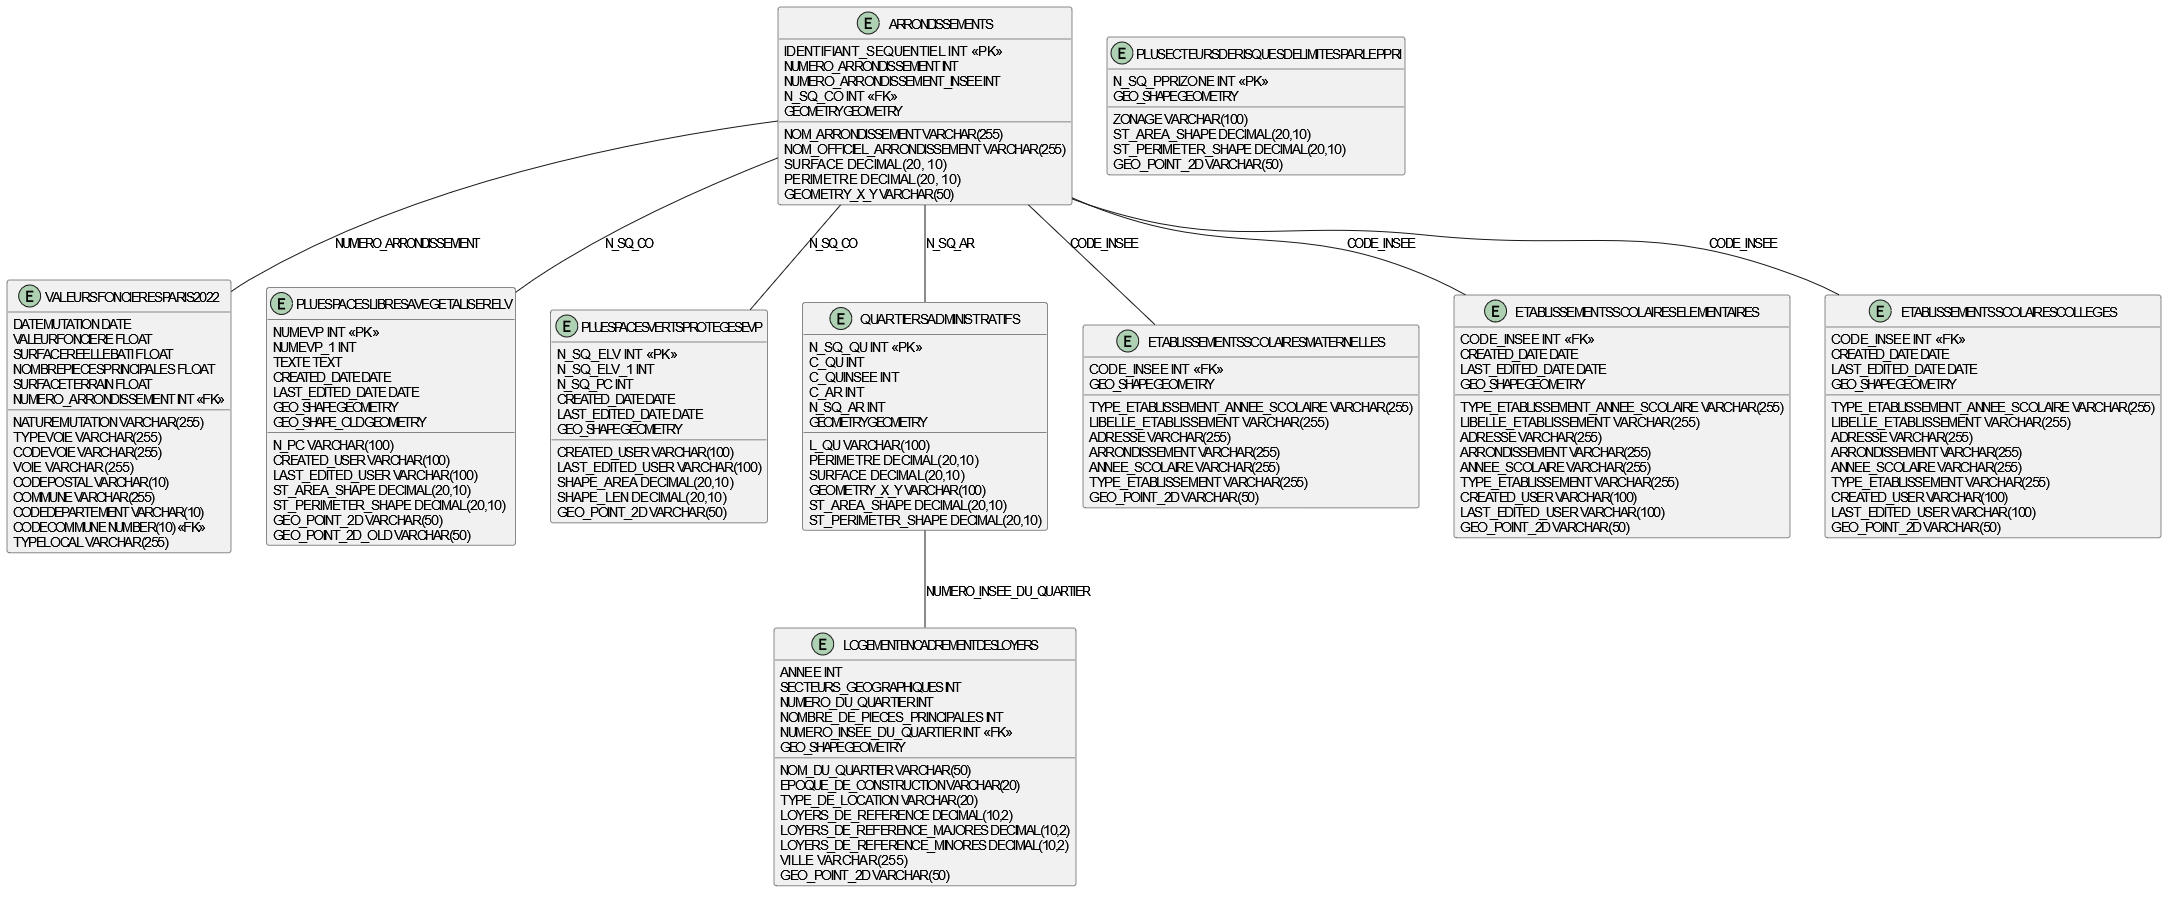 E ARRONDISSEMENTS
IDENTIFIANT_SEQUENTIEL INT «PK»
NUMERO_ARRONDISSEMENT INT
NUMERO_ARRONDISSEMENT_INSEE INT
N_SQ_CO INT «FK»
GEOMETRY GEOMETRY
NOM_ARRONDISSEMENT VARCHAR(255)
NOM_OFFICIEL_ARRONDISSEMENT VARCHAR(255)
SURFACE DECIMAL(20, 10)
PERIMETRE DECIMAL(20, 10)
GEOMETRY_X_Y VARCHAR(50)
E PLUSECTEURSDERISQUESDELIMITESPARLEPPRI
N_SQ_PPRIZONE INT «PK»
GEO_SHAPE GEOMETRY
ZONAGE VARCHAR(100)
ST_AREA_SHAPE DECIMAL(20,10)
ST_PERIMETER_SHAPE DECIMAL(20,10)
GEO_POINT_2D VARCHAR(50)
NUMERO_ARRONDISSEMENT
N_SQ_CO
N_SQ_CO
N_SQ_AR
CODE_INSEE
CODE_INSEE
CODE_INSEE
E VALEURSFONCIERESPARIS2022
DATEMUTATION DATE
VALEURFONCIERE FLOAT
SURFACEREELLEBATI FLOAT
NOMBREPIECESPRINCIPALES FLOAT
SURFACETERRAIN FLOAT
NUMERO_ARRONDISSEMENT INT «FK»
NATUREMUTATION VARCHAR(255)
TYPEVOIE VARCHAR(255)
CODEVOIE VARCHAR(255)
VOIE VARCHAR(255)
CODEPOSTAL VARCHAR(10)
COMMUNE VARCHAR(255)
CODEDEPARTEMENT VARCHAR(10)
CODECOMMUNE NUMBER(10) «FK»
TYPELOCAL VARCHAR(255)
E PLUESPACESLIBRESAVEGETALISERELV
NUMEVP INT «PK»
NUMEVP_1 INT
TEXTE TEXT
CREATED_DATE DATE
LAST_EDITED_DATE DATE
GEO_SHAPE GEOMETRY
GEO_SHAPE_OLD GEOMETRY
N_PC VARCHAR(100)
CREATED_USER VARCHAR(100)
LAST_EDITED_USER VARCHAR(100)
ST_AREA_SHAPE DECIMAL(20,10)
ST_PERIMETER_SHAPE DECIMAL(20,10)
GEO_POINT_2D VARCHAR(50)
GEO_POINT_2D_OLD VARCHAR(50)
E PLUESPACESVERTSPROTEGESEVP
N_SQ_ELV INT «PK»
N_SQ_ELV_1 INT
N_SQ_PC INT
CREATED_DATE DATE
LAST_EDITED_DATE DATE
GEO_SHAPE GEOMETRY
CREATED_USER VARCHAR(100)
LAST_EDITED_USER VARCHAR(100)
SHAPE_AREA DECIMAL(20,10)
SHAPE_LEN DECIMAL(20,10)
GEO_POINT_2D VARCHAR(50)
E QUARTIERSADMINISTRATIFS
N_SQ_QU INT «PK»
C_QU INT
C_QUINSEE INT
C_AR INT
N_SQ_AR INT
GEOMETRY GEOMETRY
L_QU VARCHAR(100)
PERIMETRE DECIMAL(20,10)
SURFACE DECIMAL(20,10)
GEOMETRY_X_Y VARCHAR(100)
ST_AREA_SHAPE DECIMAL(20,10)
ST_PERIMETER_SHAPE DECIMAL(20,10)
E ETABLISSEMENTSSCOLAIRESMATERNELLES
CODE_INSEE INT «FK»
GEO_SHAPE GEOMETRY
TYPE_ETABLISSEMENT_ANNEE_SCOLAIRE VARCHAR(255)
LIBELLE_ETABLISSEMENT VARCHAR(255)
ADRESSE VARCHAR(255)
ARRONDISSEMENT VARCHAR(255)
ANNEE_SCOLAIRE VARCHAR(255)
TYPE_ETABLISSEMENT VARCHAR(255)
GEO_POINT_2D VARCHAR(50)
E ETABLISSEMENTSSCOLAIRESELEMENTAIRES
CODE_INSEE INT «FK»
CREATED_DATE DATE
LAST_EDITED_DATE DATE
GEO_SHAPE GEOMETRY
TYPE_ETABLISSEMENT_ANNEE_SCOLAIRE VARCHAR(255)
LIBELLE_ETABLISSEMENT VARCHAR(255)
ADRESSE VARCHAR(255)
ARRONDISSEMENT VARCHAR(255)
ANNEE_SCOLAIRE VARCHAR(255)
TYPE_ETABLISSEMENT VARCHAR(255)
CREATED_USER VARCHAR(100)
LAST_EDITED_USER VARCHAR(100)
GEO_POINT_2D VARCHAR(50)
E ETABLISSEMENTSSCOLAIRESCOLLEGES
CODE_INSEE INT «FK»
CREATED_DATE DATE
LAST_EDITED_DATE DATE
GEO_SHAPE GEOMETRY
TYPE_ETABLISSEMENT_ANNEE_SCOLAIRE VARCHAR(255)
LIBELLE_ETABLISSEMENT VARCHAR(255)
ADRESSE VARCHAR(255)
ARRONDISSEMENT VARCHAR(255)
ANNEE_SCOLAIRE VARCHAR(255)
TYPE_ETABLISSEMENT VARCHAR(255)
CREATED_USER VARCHAR(100)
LAST_EDITED_USER VARCHAR(100)
GEO_POINT_2D VARCHAR(50)
NUMERO_INSEE_DU_QUARTIER
E LOGEMENTENCADREMENTDESLOYERS
ANNEE INT
SECTEURS_GEOGRAPHIQUES INT
NUMERO_DU_QUARTIER INT
NOMBRE_DE_PIECES_PRINCIPALES INT
NUMERO_INSEE_DU_QUARTIER INT «FK»
GEO_SHAPE GEOMETRY
NOM_DU_QUARTIER VARCHAR(50)
EPOQUE_DE_CONSTRUCTION VARCHAR(20)
TYPE_DE_LOCATION VARCHAR(20)
LOYERS_DE_REFERENCE DECIMAL(10,2)
LOYERS_DE_REFERENCE_MAJORES DECIMAL(10,2)
LOYERS_DE_REFERENCE_MINORES DECIMAL(10,2)
VILLE VARCHAR(255)
GEO_POINT_2D VARCHAR(50)